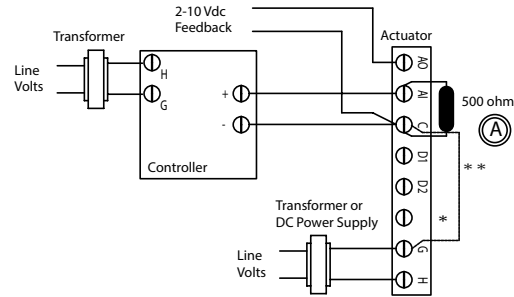 2-10 Vdc
Feedback
Transformer
Actuator
Line
Volts
H
G
+
-
Controller
AO
AI
C
D1
D2
G
H
500 ohm
A
* *
*
Transformer or
DC Power Supply
Line
Volts